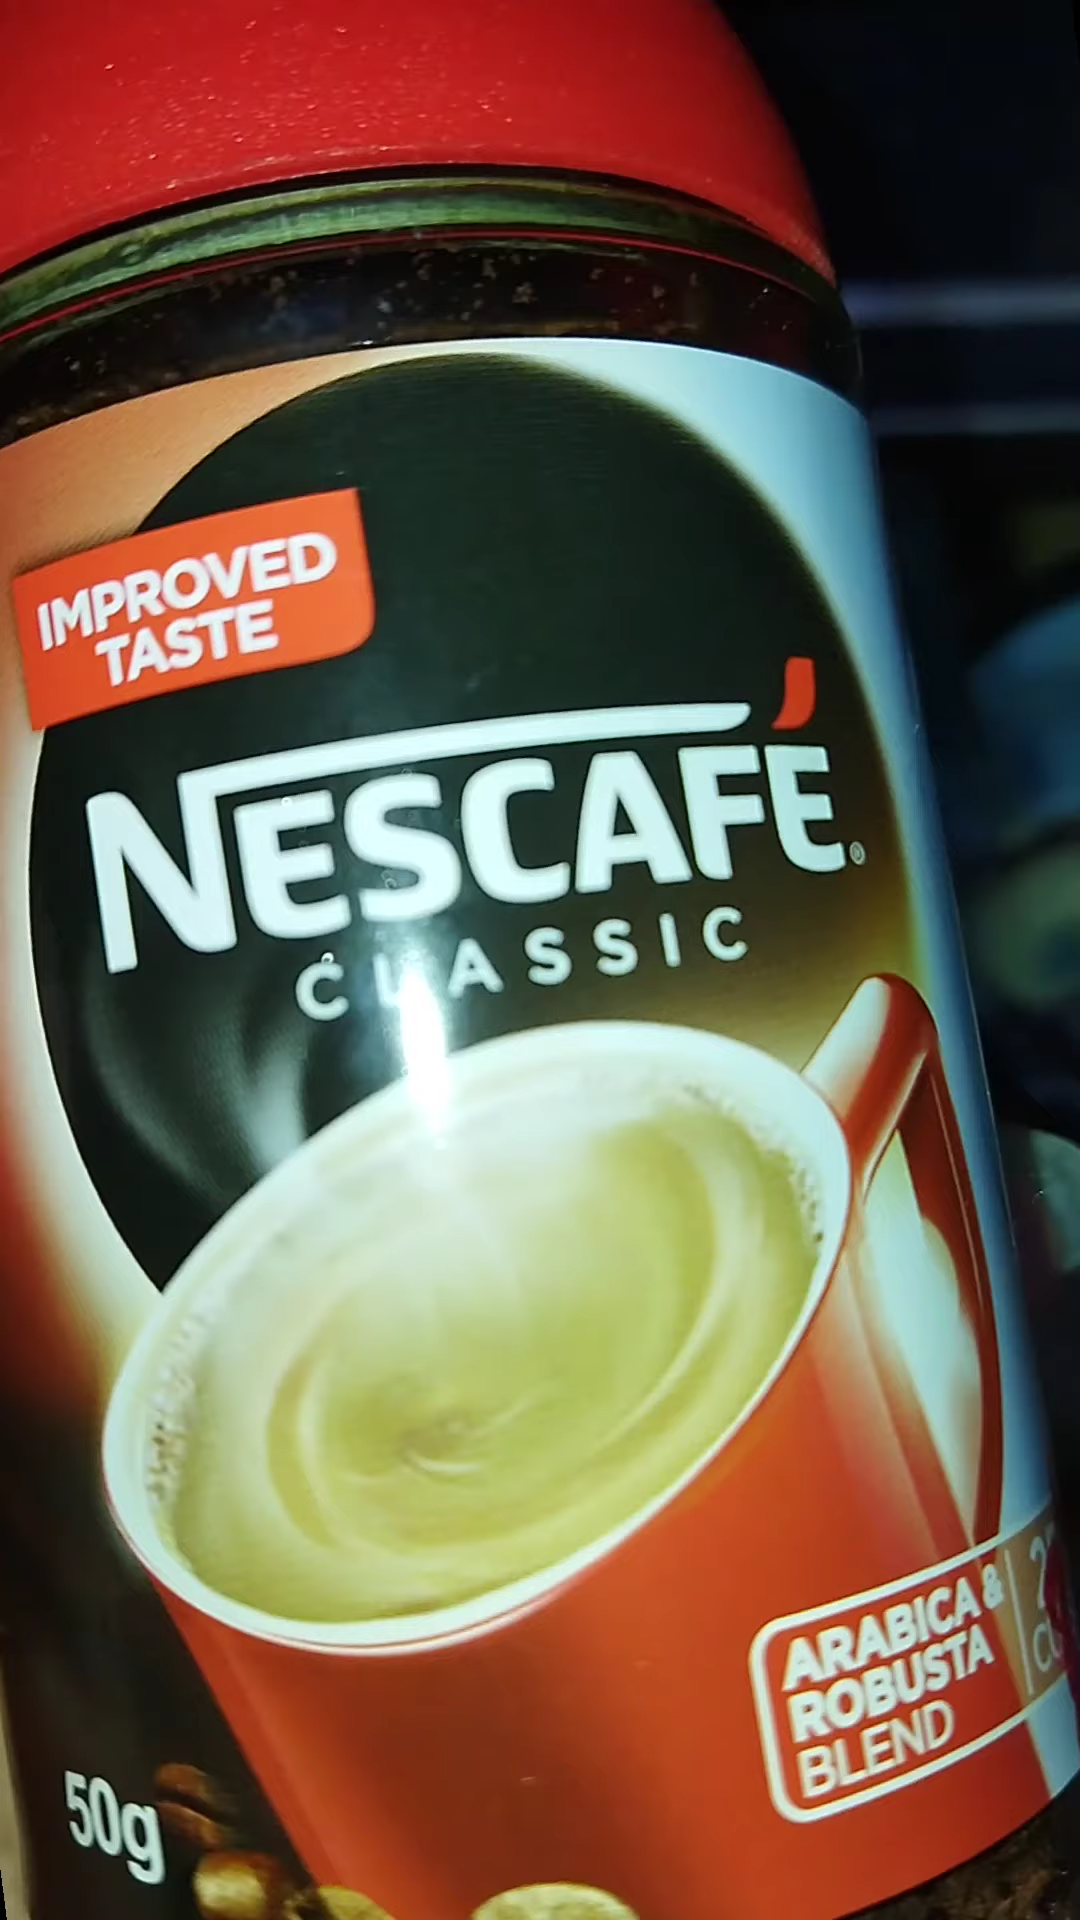 IMPROVED
TASTE
NESCAFÉ®
CLASSIC
ARABICA &
ROBUSTA
BLEND
50g